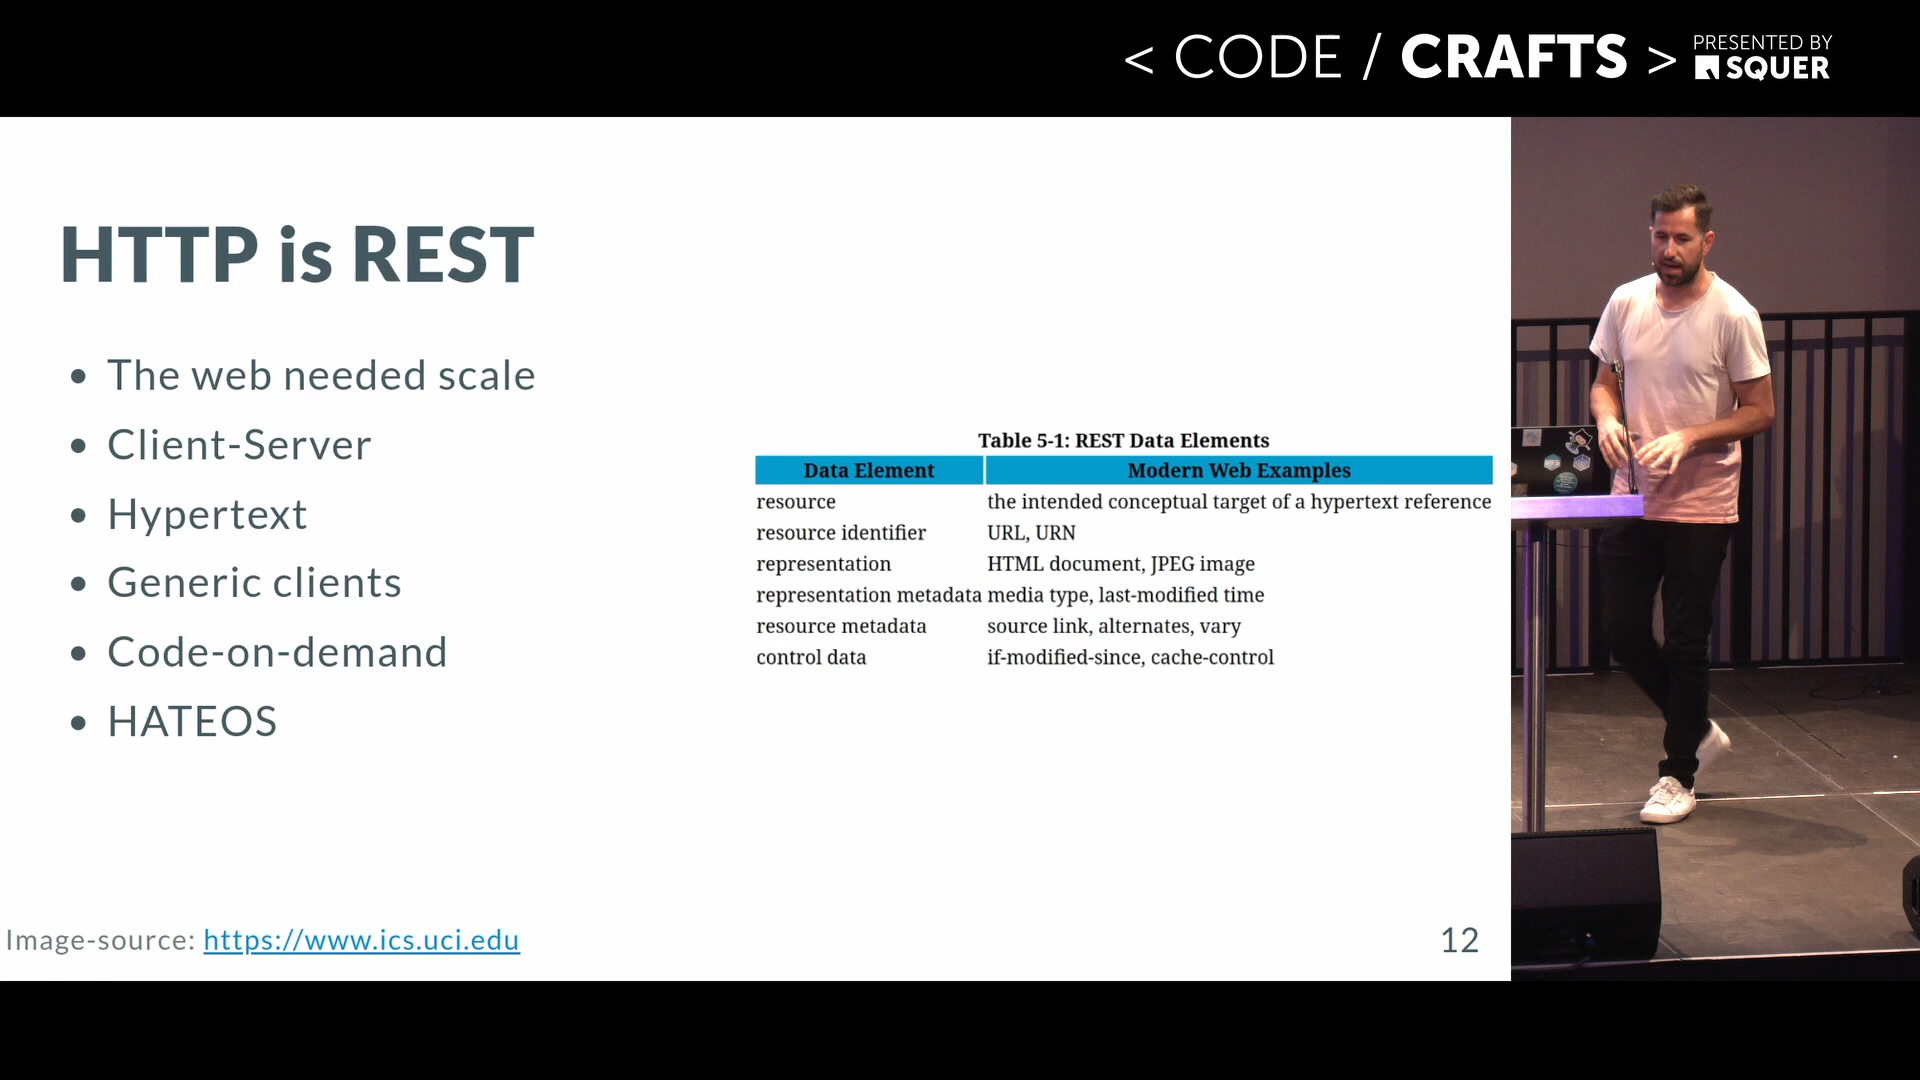 < CODE / CRAFTS > PRESENTED BY SQUER
HTTP is REST
The web needed scale
Client-Server
Hypertext
Generic clients
Code-on-demand
HATEOS
Table 5-1: REST Data Elements
Data Element Modern Web Examples
resource the intended conceptual target of a hypertext reference
resource identifier URL, URN
representation HTML document, JPEG image
representation metadata media type, last-modified time
resource metadata source link, alternates, vary
control data if-modified-since, cache-control
Image-source: https://www.ics.uci.edu
12